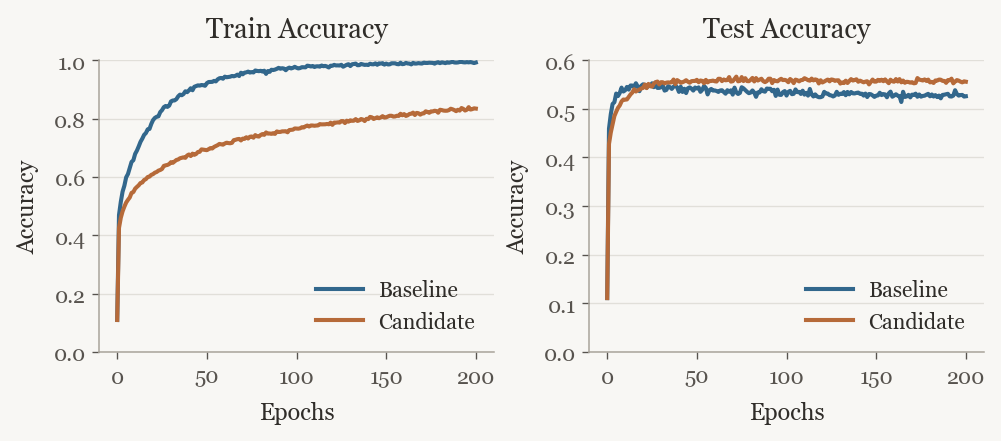 Train Accuracy
Accuracy
1.0
0.8
0.6
0.4
0.2
0.0
Baseline
Candidate
0 50 100 150 200
Epochs
Test Accuracy
Accuracy
0.6
0.5
0.4
0.3
0.2
0.1
0.0
Baseline
Candidate
0 50 100 150 200
Epochs